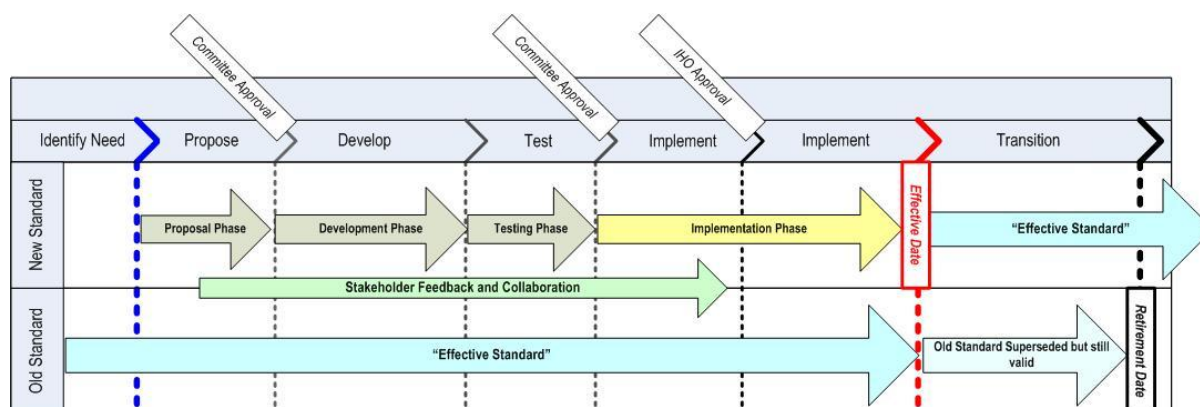 Committee Approval
Committee Approval
IHO Approval
Identify Need
Propose
Develop
Test
Implement
Implement
Transition
New Standard
Proposal Phase
Development Phase
Testing Phase
Implementation Phase
Effective Date
“Effective Standard”
Stakeholder Feedback and Collaboration
Old Standard
“Effective Standard”
Old Standard Superseded but still
valid
Retirement Date